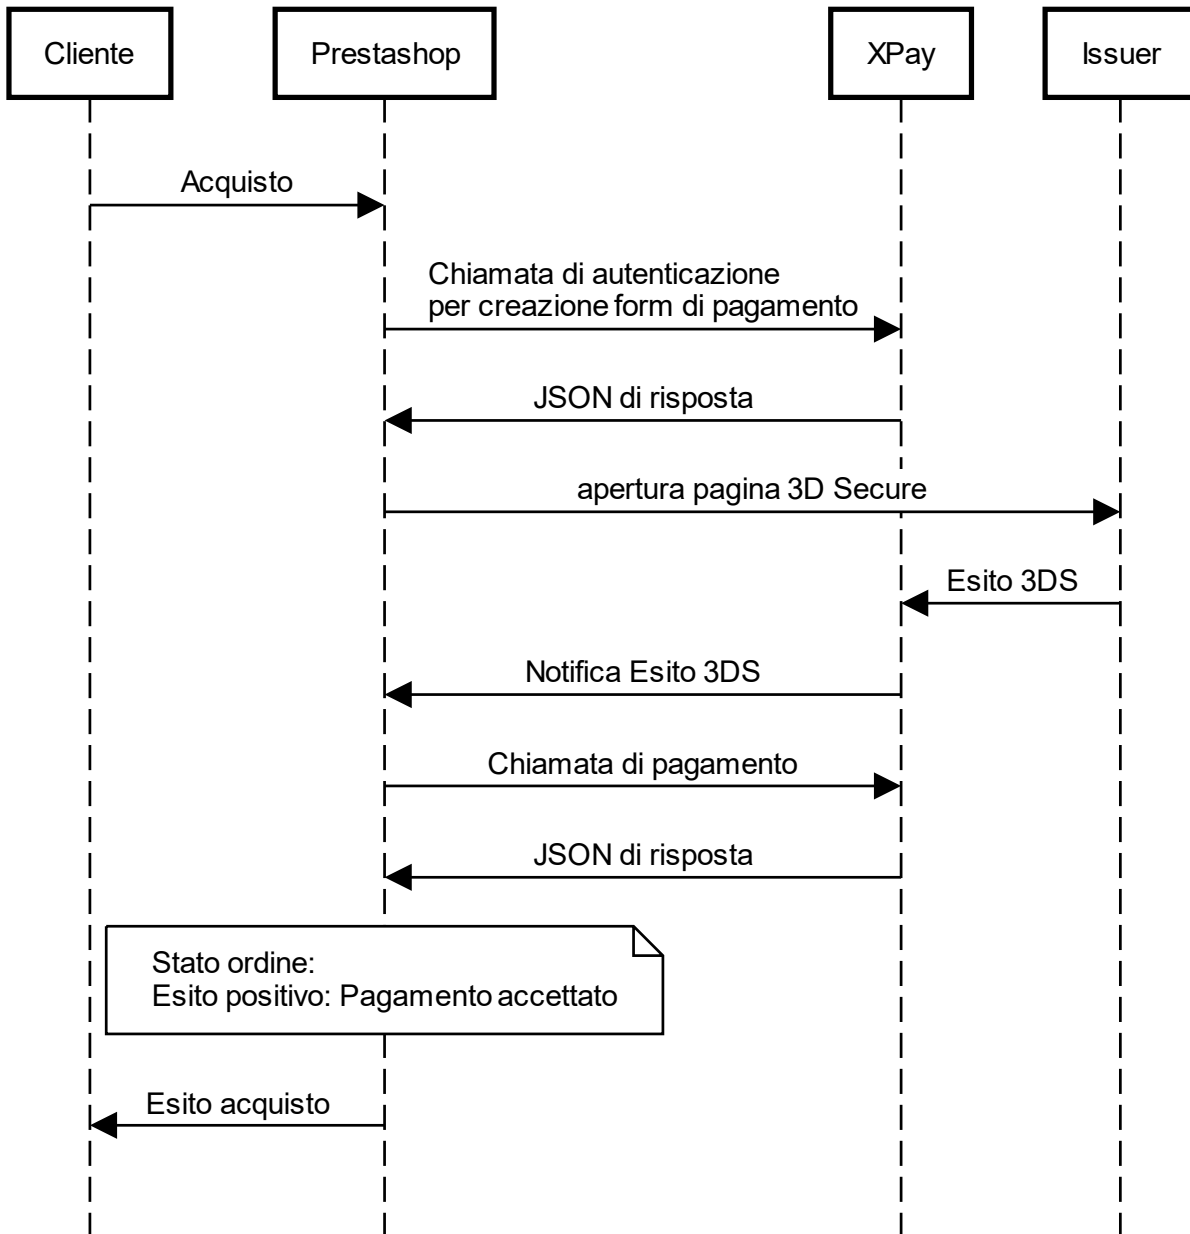 Cliente
Prestashop
XPay
Issuer
Acquisto
Chiamata di autenticazione
per creazione form di pagamento
JSON di risposta
apertura pagina 3D Secure
Esito 3DS
Notifica Esito 3DS
Chiamata di pagamento
JSON di risposta
Stato ordine:
Esito positivo: Pagamento accettato
Esito acquisto